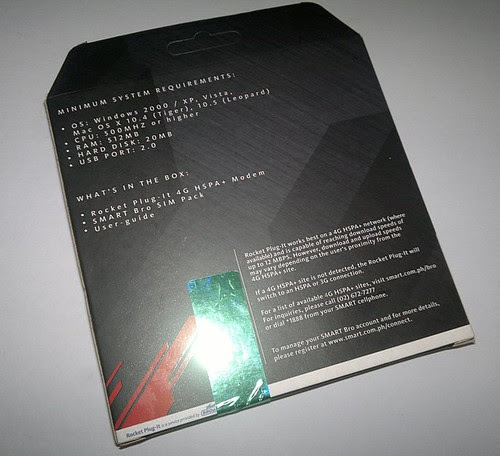 MINIMUM SYSTEM REQUIREMENTS:
• OS: Windows 2000 / XP, Vista,
Mac OS X 10.4 (Tiger), 10.5 (Leopard)
• CPU: 500MHZ or higher
• RAM: 512MB
• HARD DISK: 20MB
• USB PORT: 2.0
WHAT'S IN THE BOX:
• Rocket Plug-It 4G HSPA+ Modem
• SMART Bro SIM Pack
• User-guide
Rocket Plug-It works best on a 4G HSPA+ network (where
available) and is capable of reaching download speeds of
up to 12 MBPS. However, download and upload speeds
may vary depending on the user's proximity from the
4G HSPA+ site.
If a 4G HSPA+ site is not detected, the Rocket Plug-It will
switch to an HSPA or 3G connection.
For a list of available 4G HSPA+ sites, visit smart.com.ph/bro
For inquiries, please call (02) 672-7277
or dial *1888 from your SMART cellphone.
To manage your SMART Bro account and for more details,
please register at www.smart.com.ph/connect.
Rocket Plug-It is a service provided by